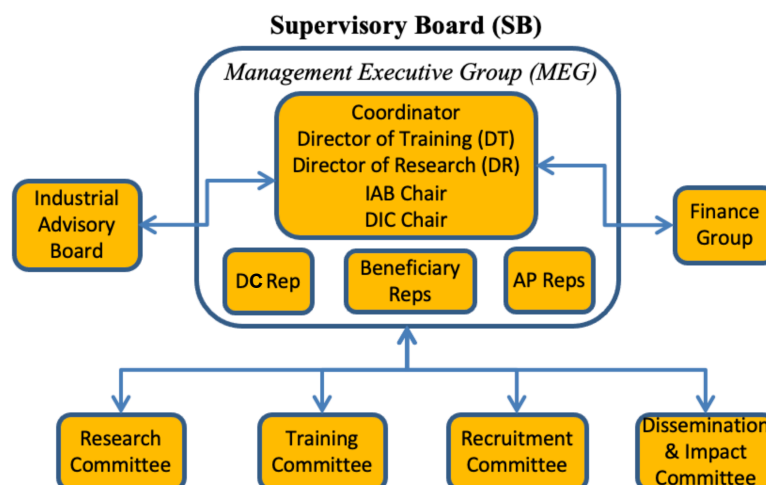 Supervisory Board (SB)
Management Executive Group (MEG)
Coordinator
Director of Training (DT)
Director of Research (DR)
IAB Chair
DIC Chair
Industrial
Advisory
Board
Finance
Group
DC Rep
Beneficiary
Reps
AP Reps
Research
Committee
Training
Committee
Recruitment
Committee
Dissemination
& Impact
Committee